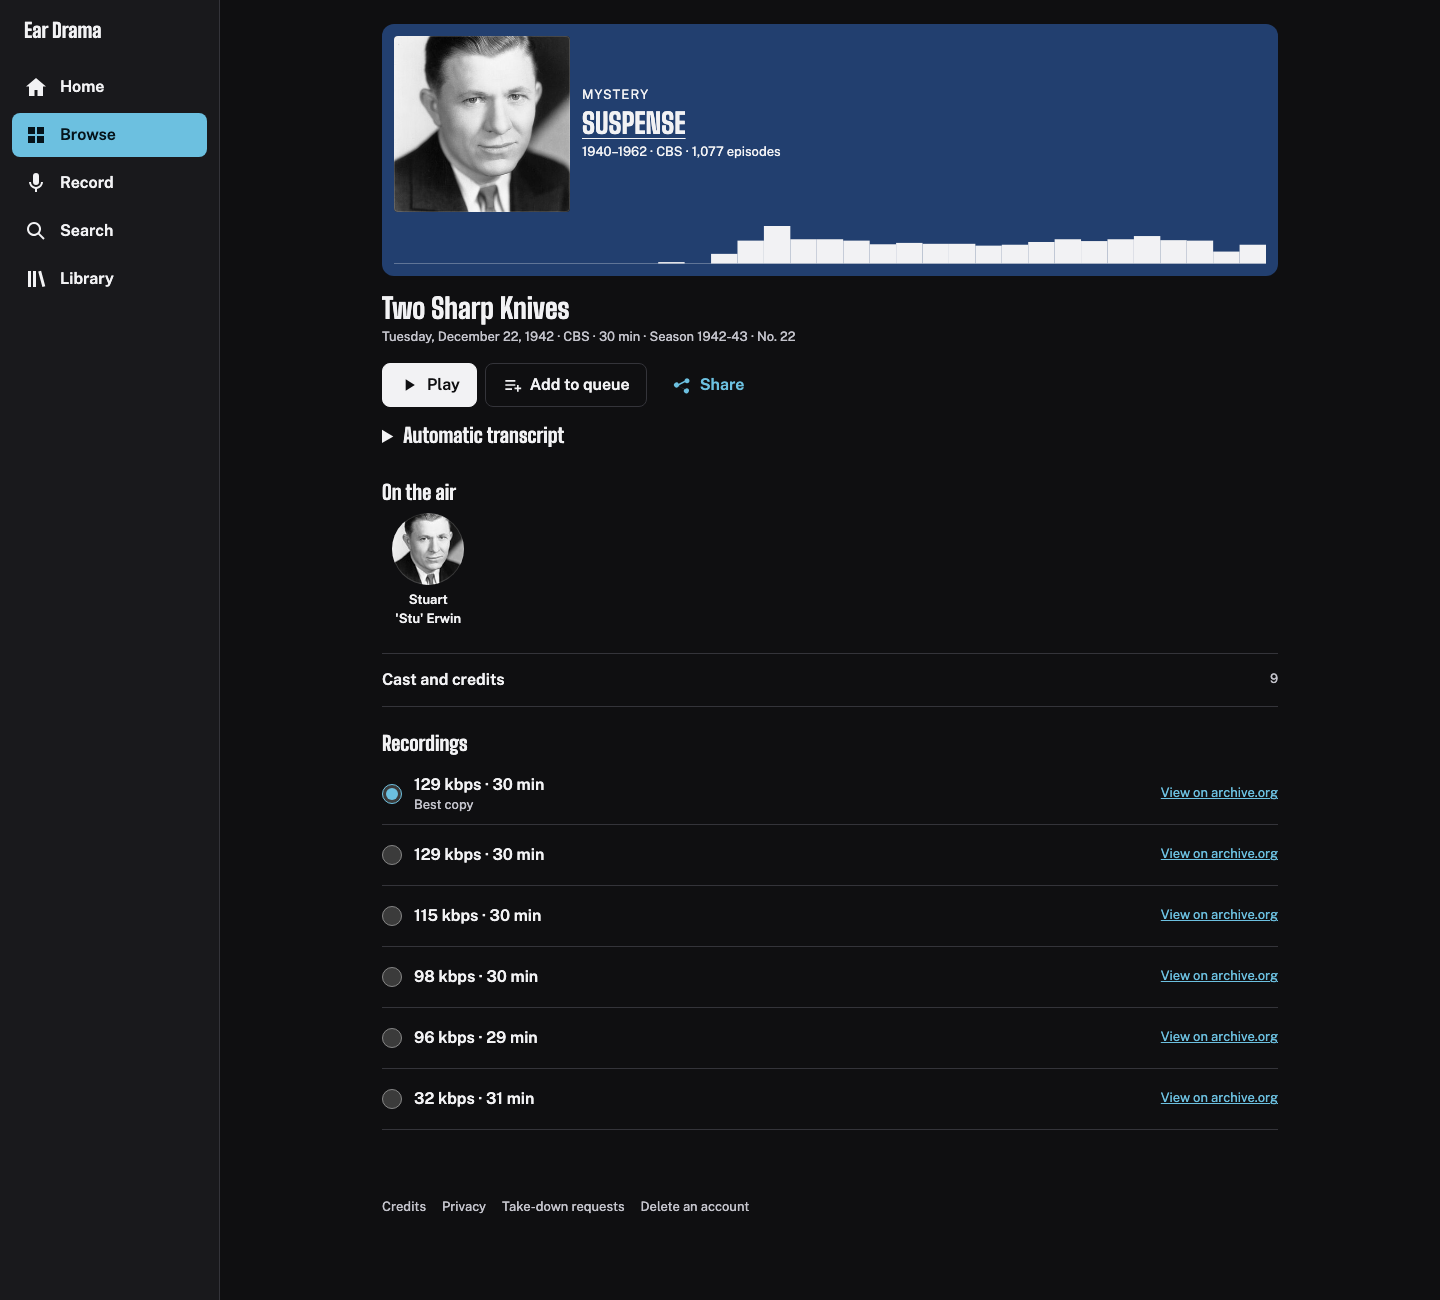 Ear Drama
Home
Browse
Record
Search
Library
MYSTERY
SUSPENSE
1940–1962 · CBS · 1,077 episodes
Two Sharp Knives
Tuesday, December 22, 1942 · CBS · 30 min · Season 1942-43 · No. 22
Play
Add to queue
Share
Automatic transcript
On the air
Stuart
'Stu' Erwin
Cast and credits
9
Recordings
129 kbps · 30 min
Best copy
View on archive.org
129 kbps · 30 min
View on archive.org
115 kbps · 30 min
View on archive.org
98 kbps · 30 min
View on archive.org
96 kbps · 29 min
View on archive.org
32 kbps · 31 min
View on archive.org
Credits Privacy Take-down requests Delete an account